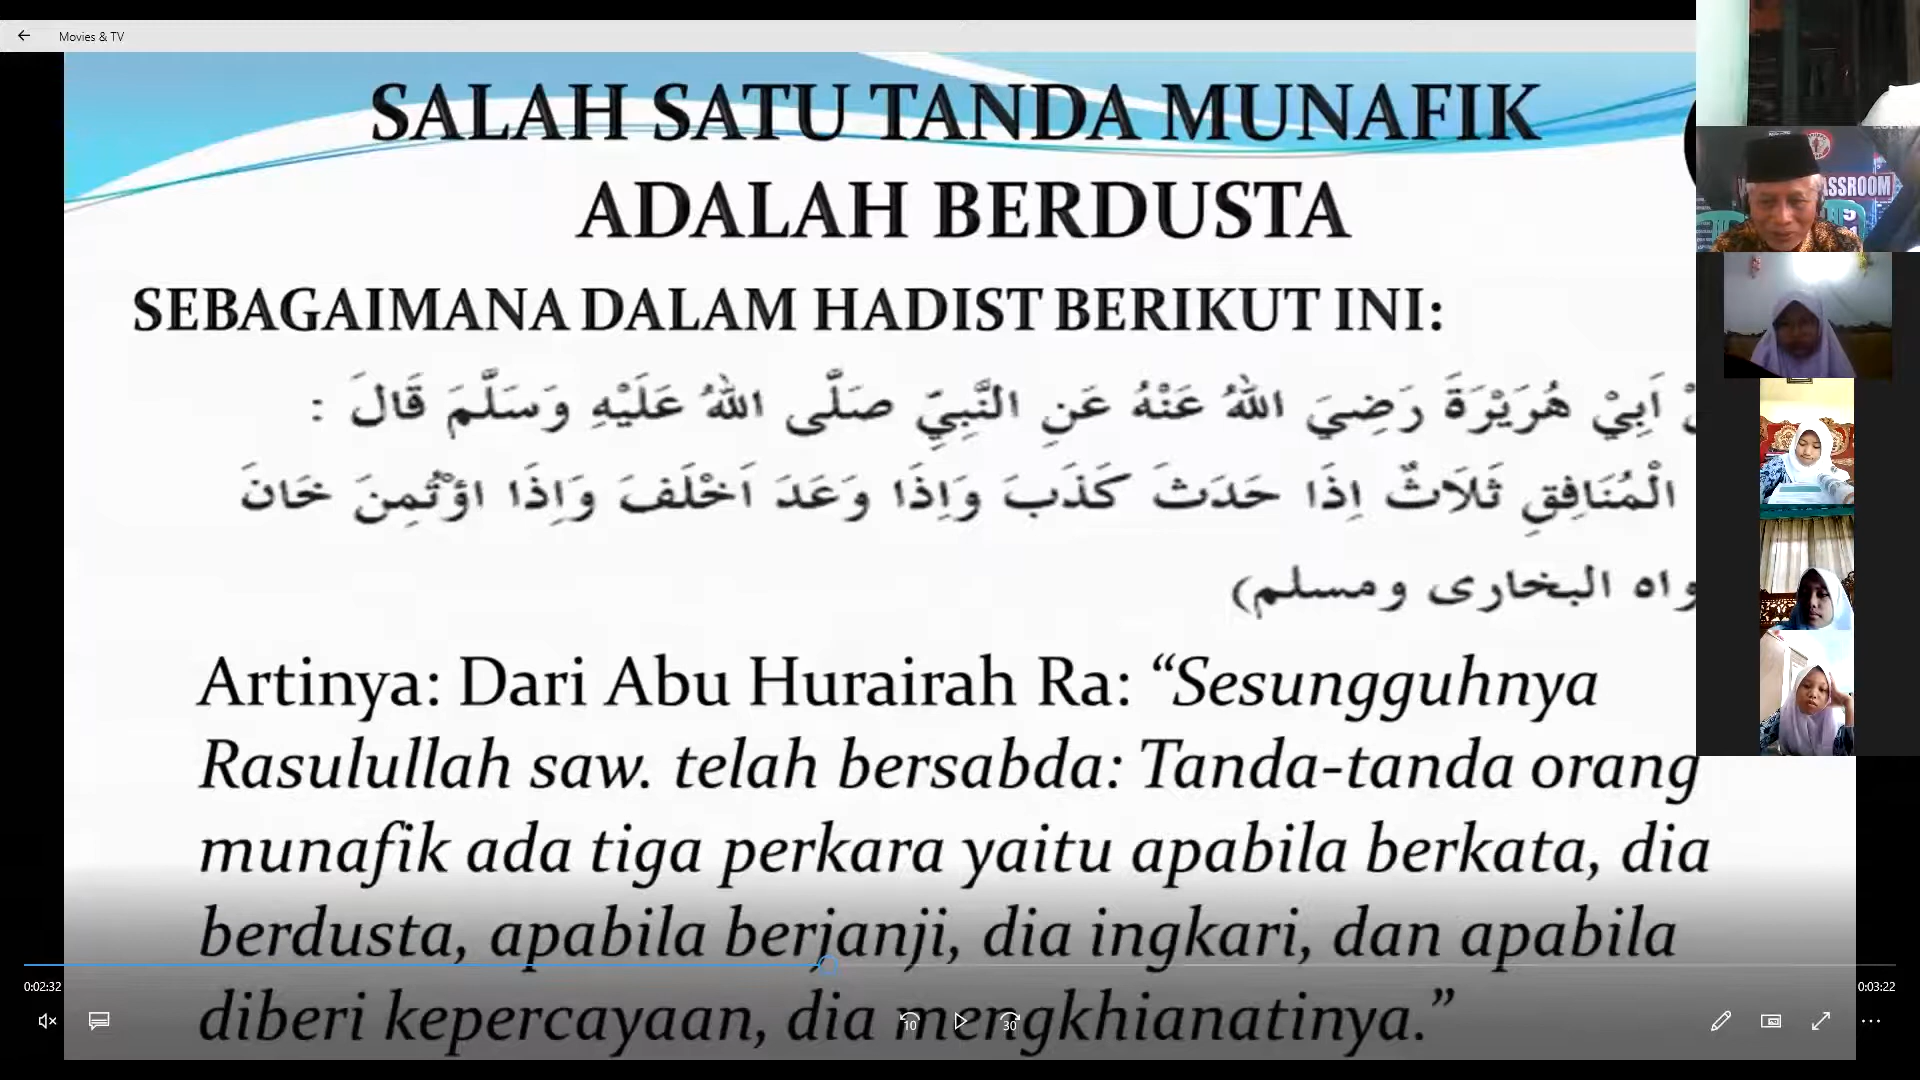 Movies & TV
SALAH SATU TANDA MUNAFIK
ADALAH BERDUSTA
SEBAGAIMANA DALAM HADIST BERIKUT INI:
اَبِيْ هُرَيْرَةَ رَضِيَ اللهُ عَنْهُ عَنِ النَّبِيِّ صَلَّى اللهُ عَلَيْهِ وَسَلَّمَ قَالَ :
الْمُنَافِقِ ثَلاَثٌ اِذَا حَدَثَ كَذَبَ وَاِذَا وَعَدَ اَخْلَفَ وَاِذَا اؤْتُمِنَ خَانَ
البخارى ومسلم)
Artinya: Dari Abu Hurairah Ra: “Sesungguhnya
Rasulullah saw. telah bersabda: Tanda-tanda orang
munafik ada tiga perkara yaitu apabila berkata, dia
berdusta, apabila berjanji, dia ingkari, dan apabila
diberi kepercayaan, dia mengkhianatinya.”
0:02:32
0:03:22
10
30